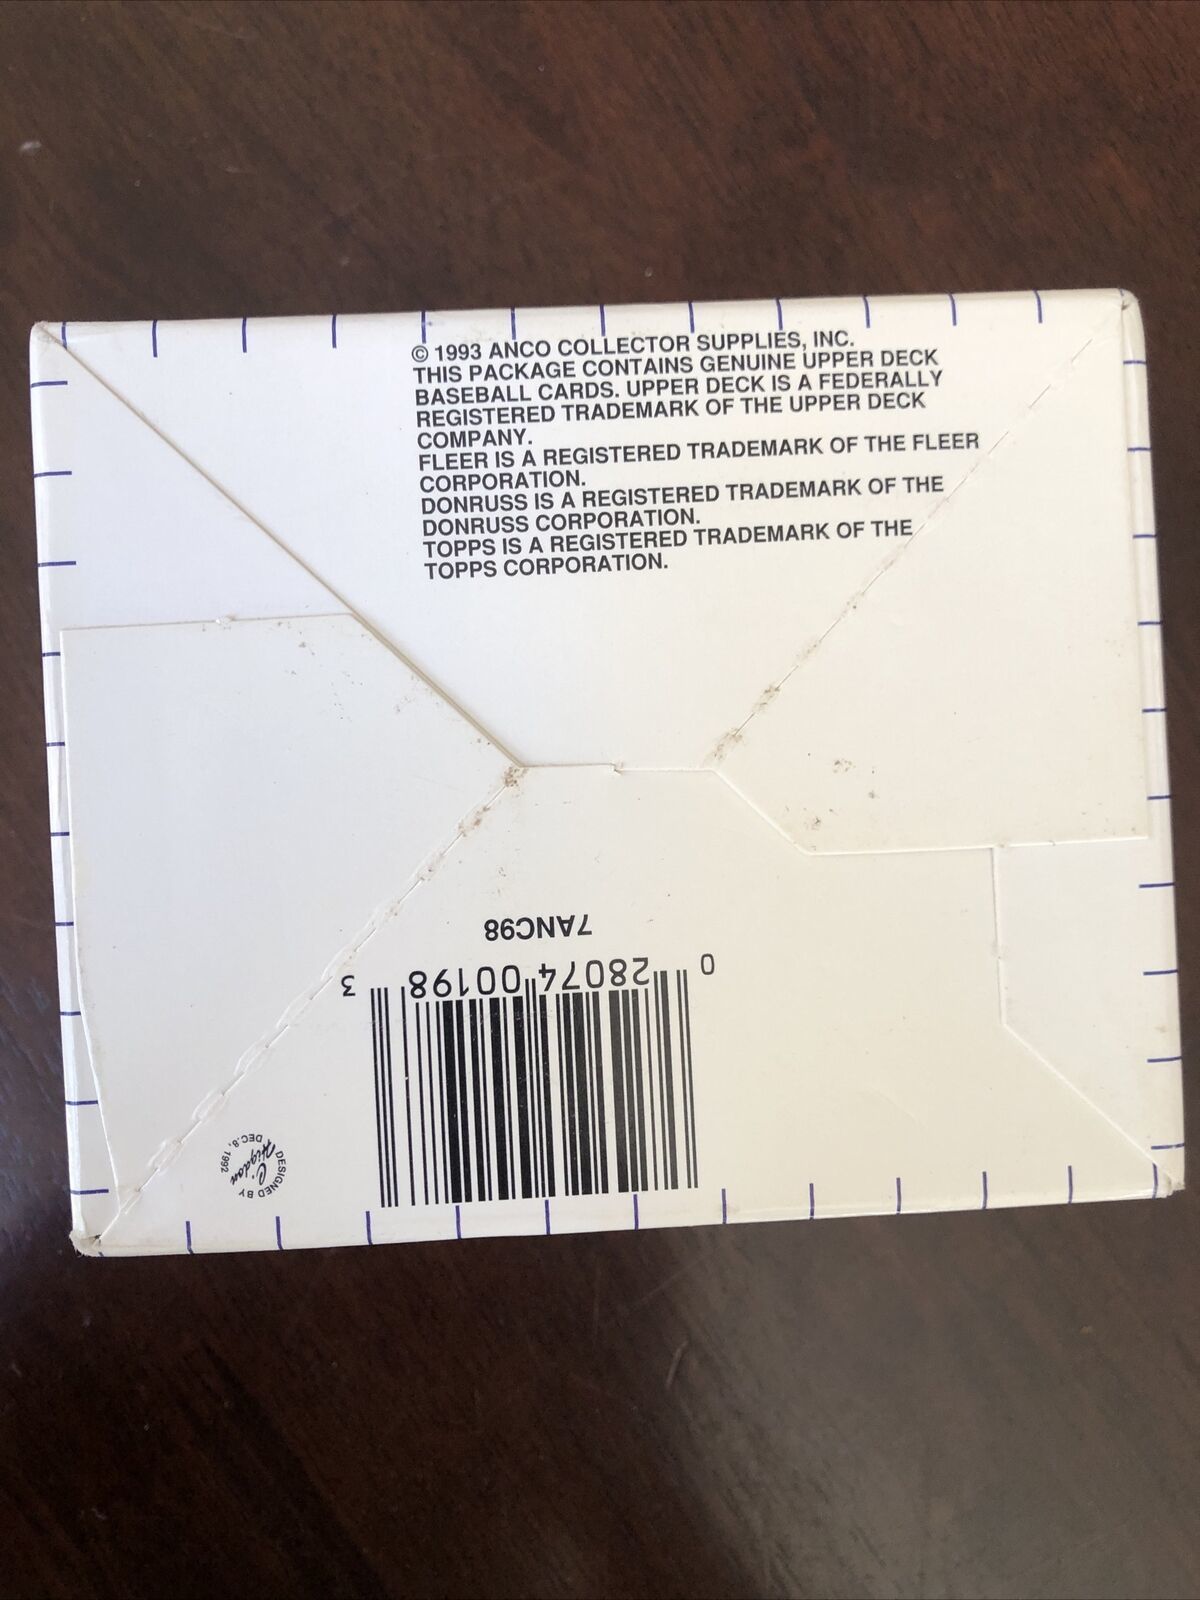 © 1993 ANCO COLLECTOR SUPPLIES, INC.
THIS PACKAGE CONTAINS GENUINE UPPER DECK
BASEBALL CARDS. UPPER DECK IS A FEDERALLY
REGISTERED TRADEMARK OF THE UPPER DECK
COMPANY.
FLEER IS A REGISTERED TRADEMARK OF THE FLEER
CORPORATION.
DONRUSS IS A REGISTERED TRADEMARK OF THE
DONRUSS CORPORATION.
TOPPS IS A REGISTERED TRADEMARK OF THE
TOPPS CORPORATION.
7ANC98
0 28074 00198 3
DESIGNED BY
C. Higdon
DEC.8, 1992